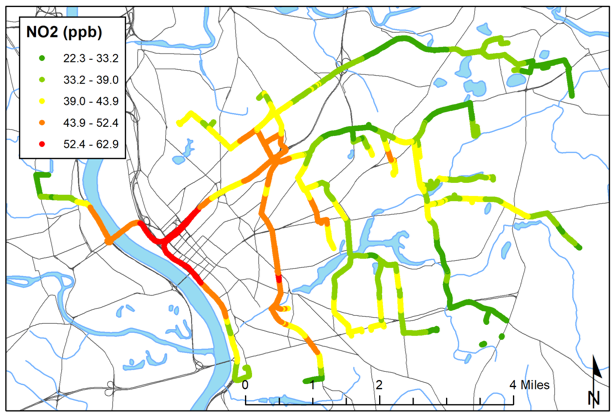 NO2 (ppb)
22.3 - 33.2
33.2 - 39.0
39.0 - 43.9
43.9 - 52.4
52.4 - 62.9
0 1 2 4 Miles
N